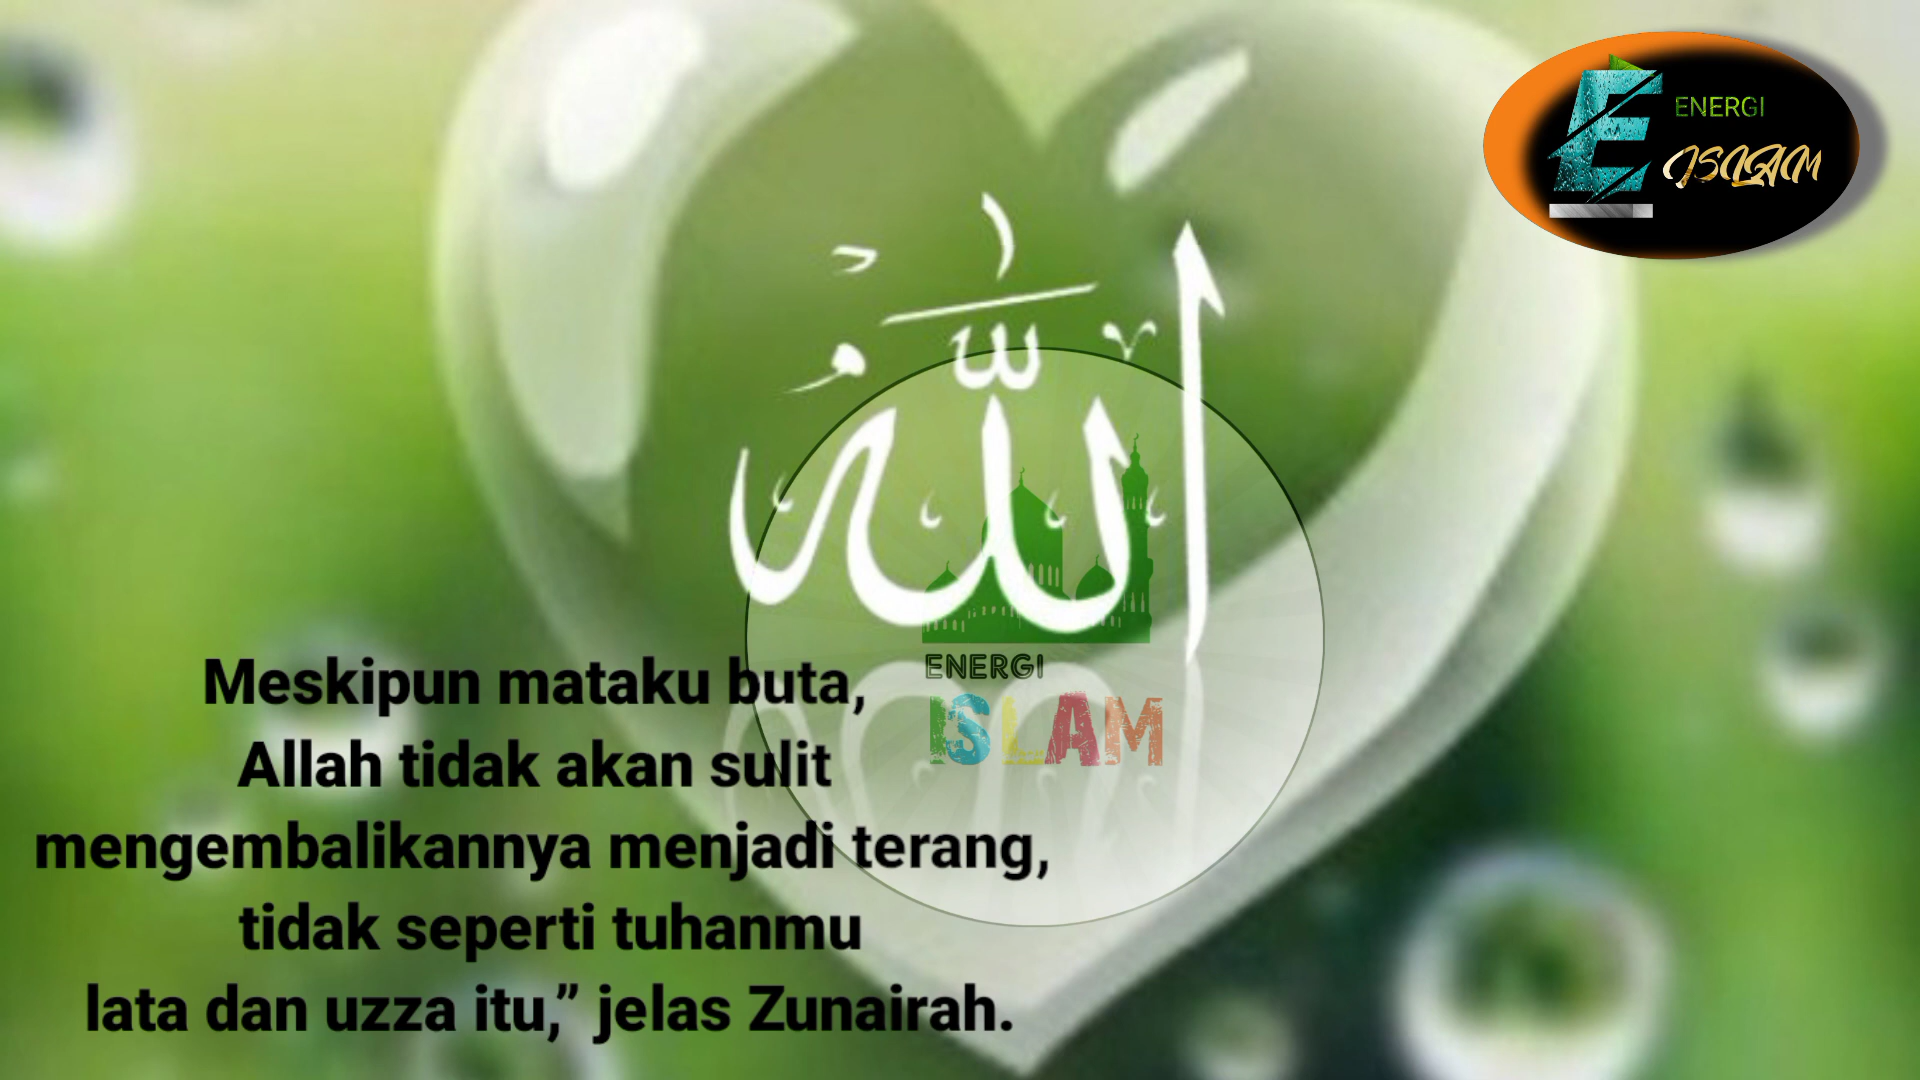 ENERGI
ISLAM
الله
ENERGI
ISLAM
Meskipun mataku buta,
Allah tidak akan sulit
mengembalikannya menjadi terang,
tidak seperti tuhanmu
lata dan uzza itu,” jelas Zunairah.